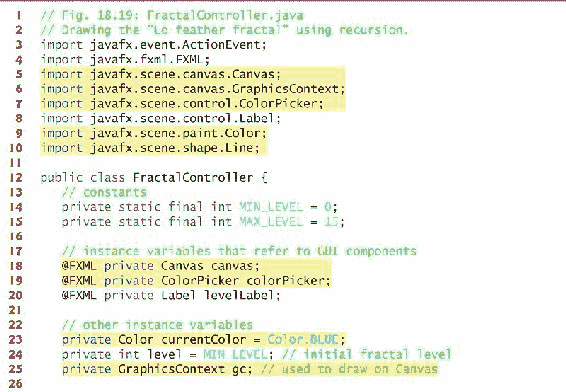 1 // Fig. 18.19: FractalController.java
2 // Drawing the "Lo feather fractal" using recursion.
3 import javafx.event.ActionEvent;
4 import javafx.fxml.FXML;
5 import javafx.scene.canvas.Canvas;
6 import javafx.scene.canvas.GraphicsContext;
7 import javafx.scene.control.ColorPicker;
8 import javafx.scene.control.Label;
9 import javafx.scene.paint.Color;
10 import javafx.scene.shape.Line;
11
12 public class FractalController {
13 // constants
14 private static final int MIN_LEVEL = 0;
15 private static final int MAX_LEVEL = 15;
16
17 // instance variables that refer to GUI components
18 @FXML private Canvas canvas;
19 @FXML private ColorPicker colorPicker;
20 @FXML private Label levelLabel;
21
22 // other instance variables
23 private Color currentColor = Color.BLUE;
24 private int level = MIN_LEVEL; // initial fractal level
25 private GraphicsContext gc; // used to draw on Canvas
26